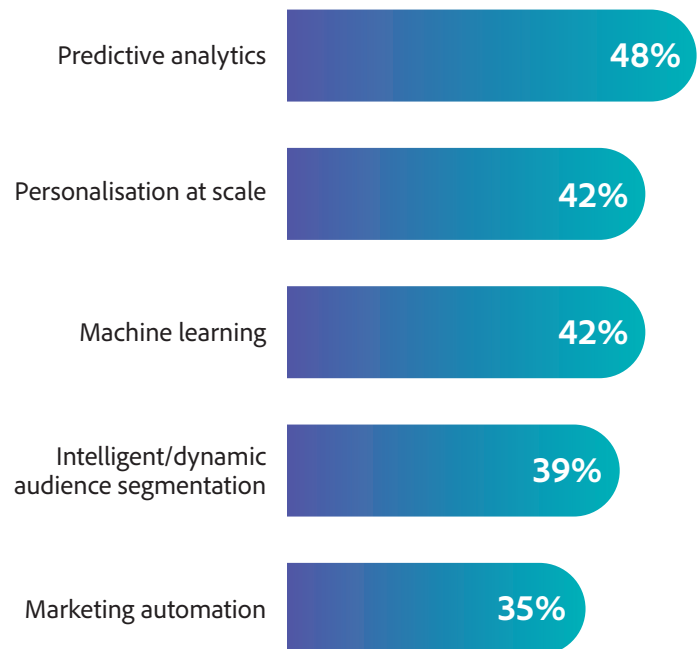 Predictive analytics
48%
Personalisation at scale
42%
Machine learning
42%
Intelligent/dynamic
audience segmentation
39%
Marketing automation
35%